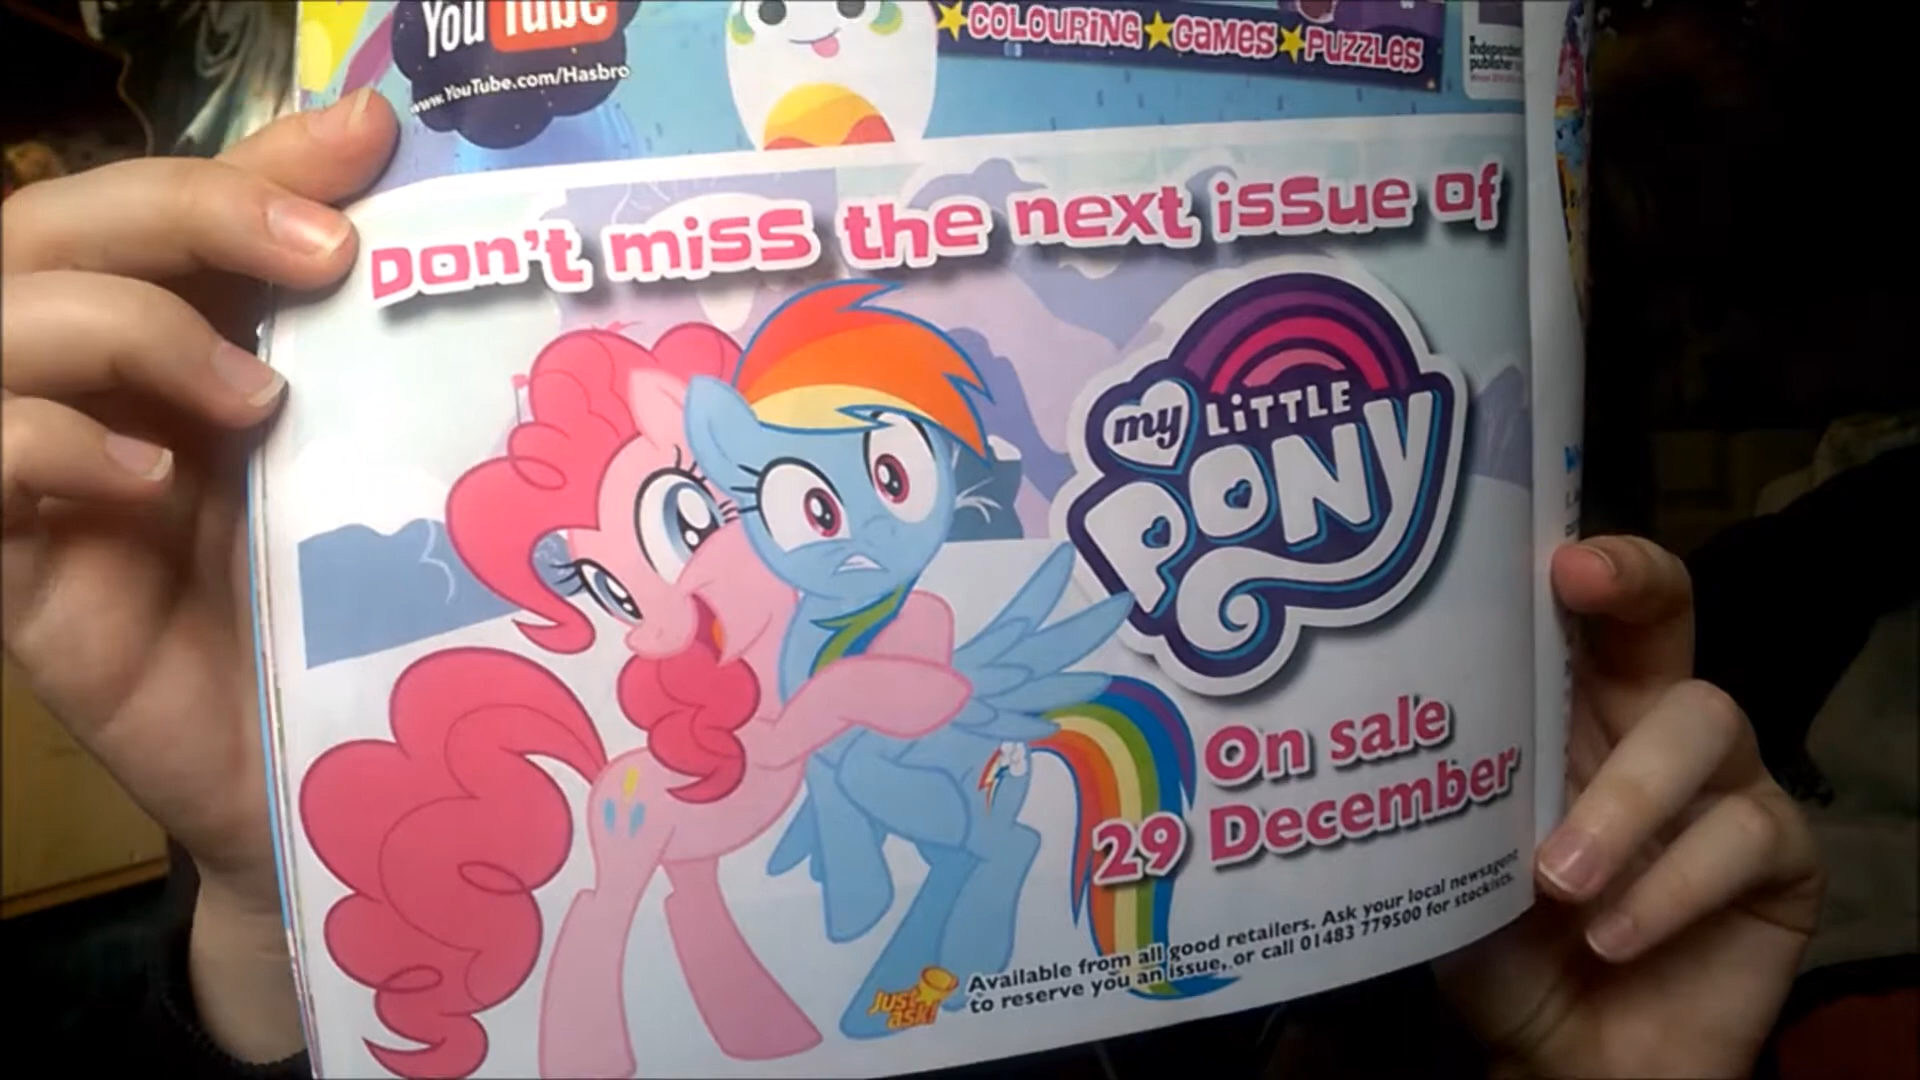 You Tube
www.YouTube.com/Hasbro
COLOURING GAMES PUZZLES
Independent
publisher
Don't miss the next issue of
my LITTLE
PONY
On sale
29 December
Just
ask!
Available from all good retailers. Ask your local newsagent
to reserve you an issue, or call 01483 779500 for stockists.